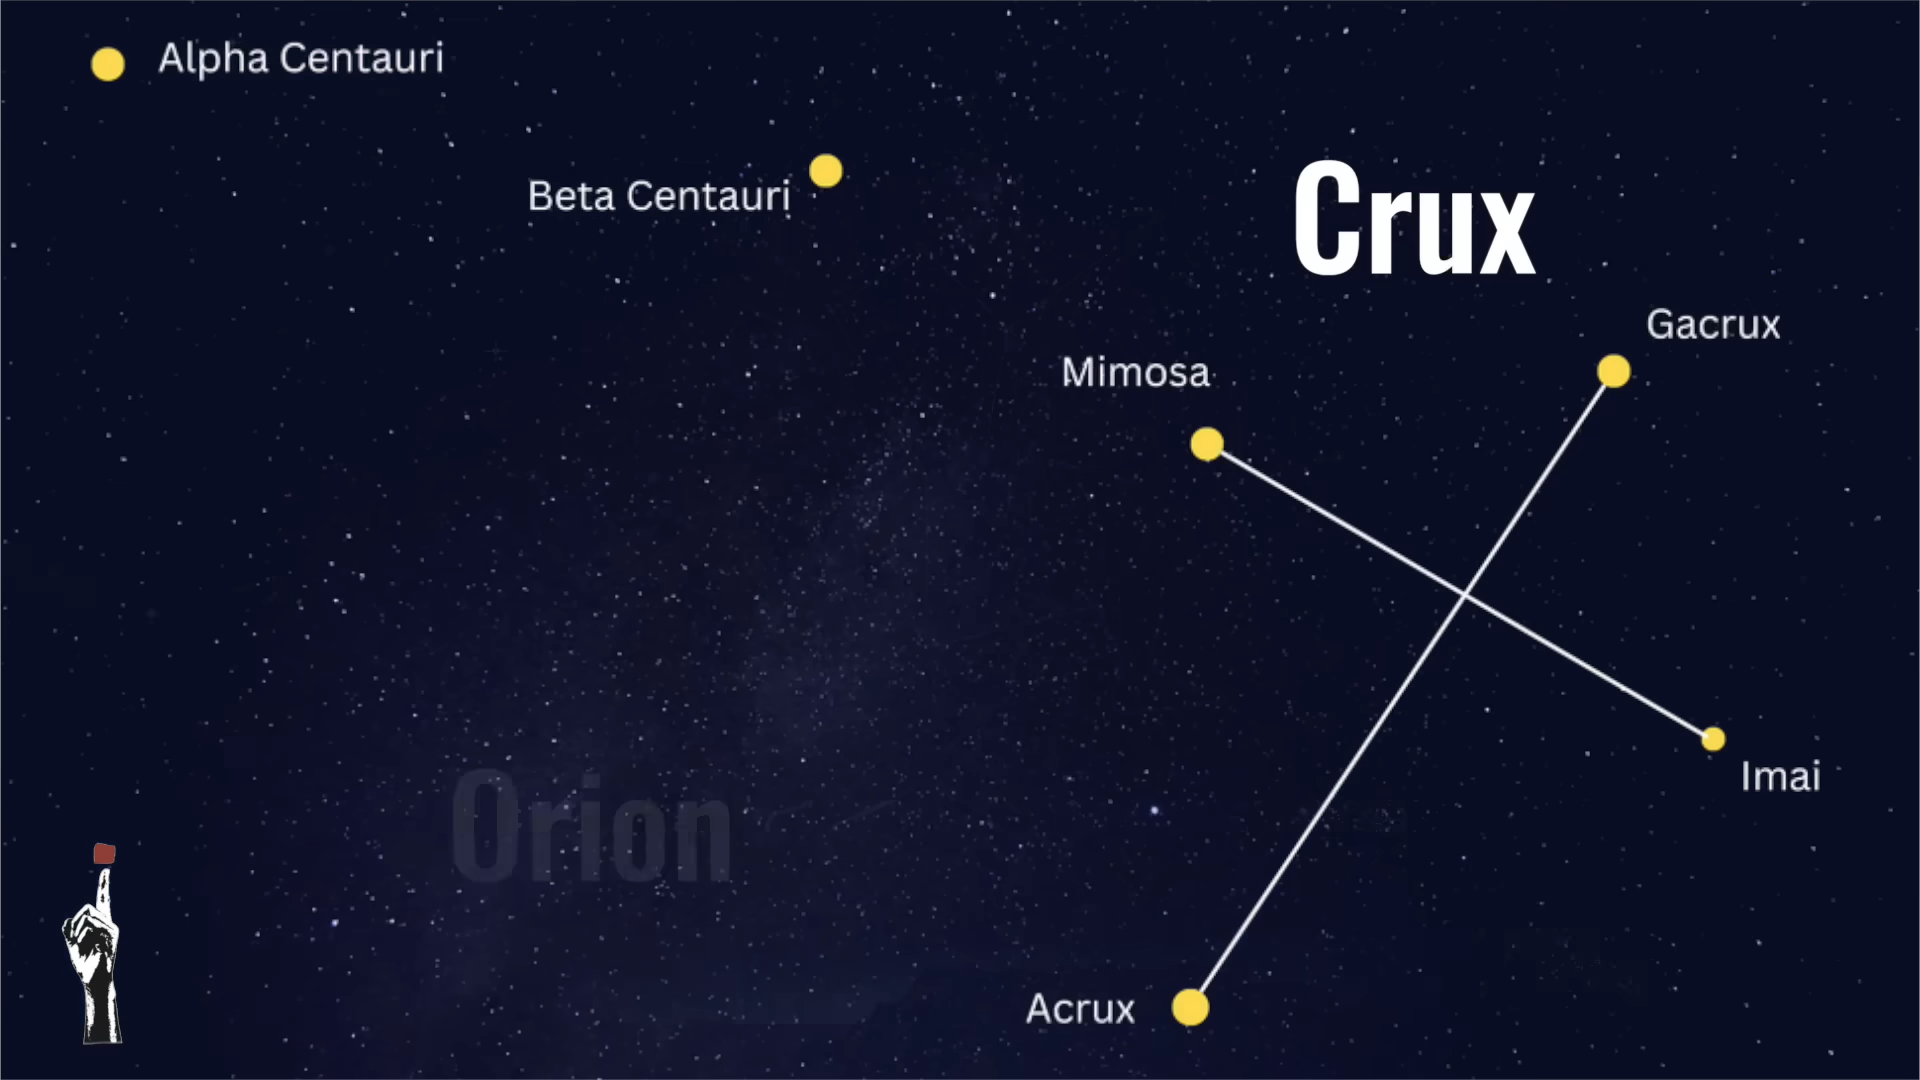 Alpha Centauri
Beta Centauri
Crux
Gacrux
Mimosa
Imai
Orion
Acrux